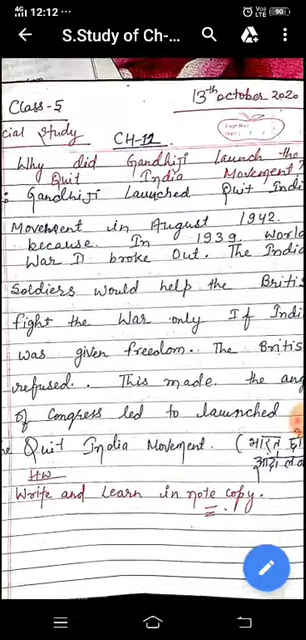 12:12
90
S.Study of Ch-...
13th october 2020
Class-5
cial Study
CH-12
Why did Gandhiji launch the
Quit India Movement?
: Gandhiji Launched Quit Indi
Movement in August 1942.
because. In 1939. World
War II broke Out. The India
Soldiers would help the Britis
fight the War only If Indi
was given freedom. The Britis
refused.. This made. the ang
of congress led to launched
Quit India Movement. (भारत
HW
Write and Learn in note copy.